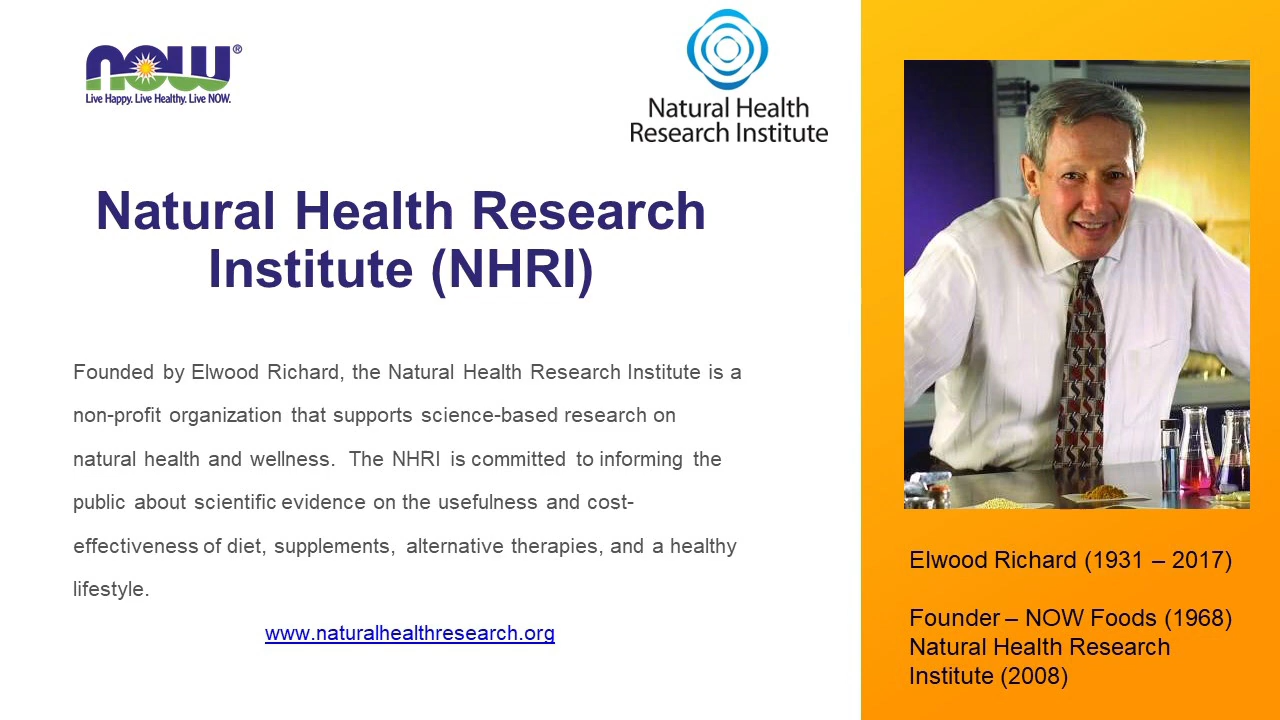 NOW®
Live Happy. Live Healthy. Live NOW.
Natural Health
Research Institute
Natural Health Research
Institute (NHRI)
Founded by Elwood Richard, the Natural Health Research Institute is a
non-profit organization that supports science-based research on
natural health and wellness. The NHRI is committed to informing the
public about scientific evidence on the usefulness and cost-
effectiveness of diet, supplements, alternative therapies, and a healthy
lifestyle.
www.naturalhealthresearch.org
Elwood Richard (1931 – 2017)
Founder – NOW Foods (1968)
Natural Health Research
Institute (2008)